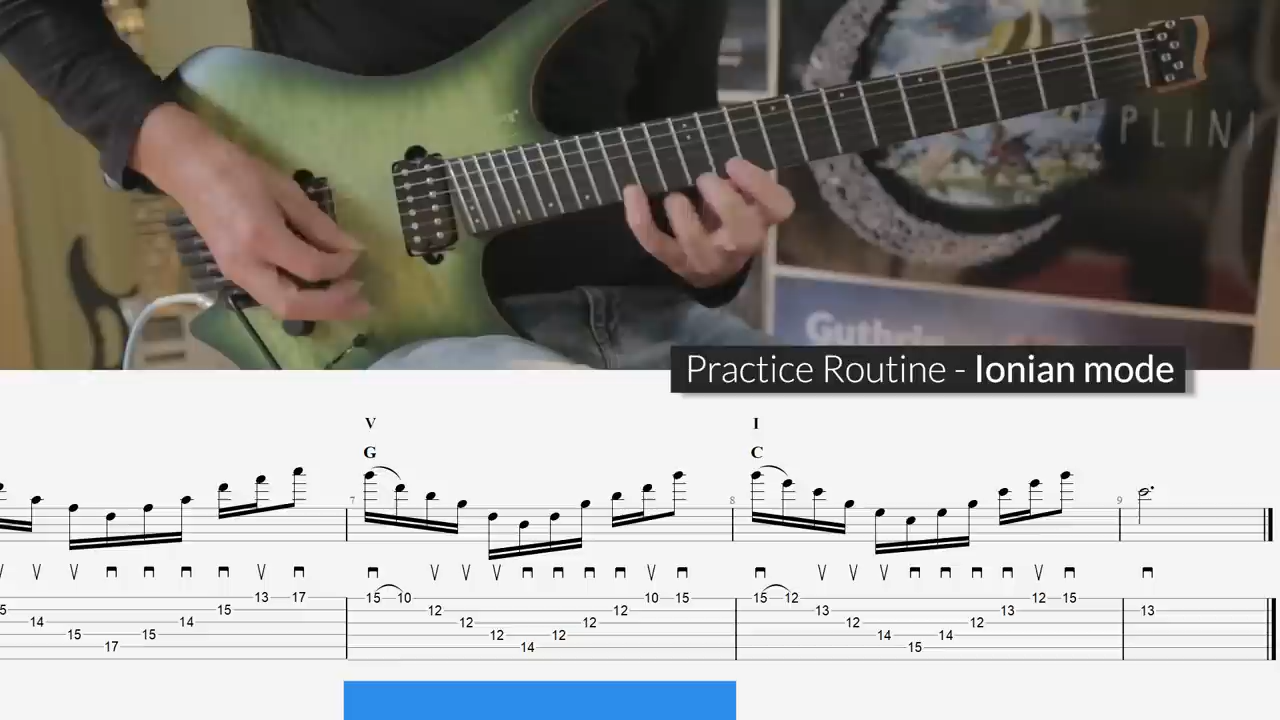 PLINI
Guthrie
Practice Routine - Ionian mode
V I
G C
7 8 9
13 17 15 10 15 12 12 15
5 15 12 12 10 13 13 13
14 14 12 12 12 12
15 15 12 12 14 14
17 14 15